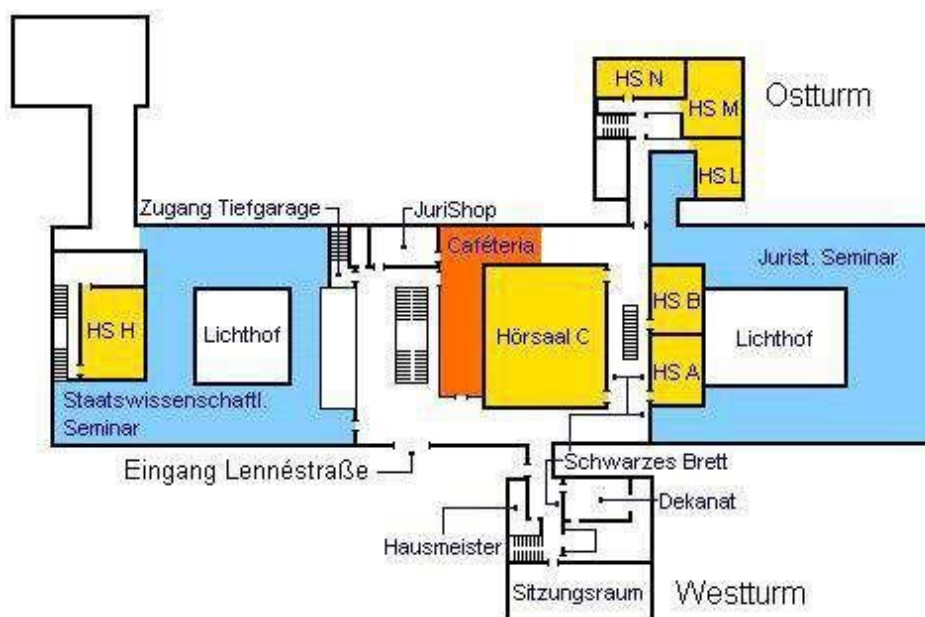 HS N
HS M
Ostturm
HS L
Zugang Tiefgarage
JuriShop
Caféteria
Jurist. Seminar
HS H
Lichthof
Hörsaal C
HS B
Lichthof
HS A
Staatswissenschaftl.
Seminar
Eingang Lennéstraße
Schwarzes Brett
Dekanat
Hausmeister
Sitzungsraum
Westturm